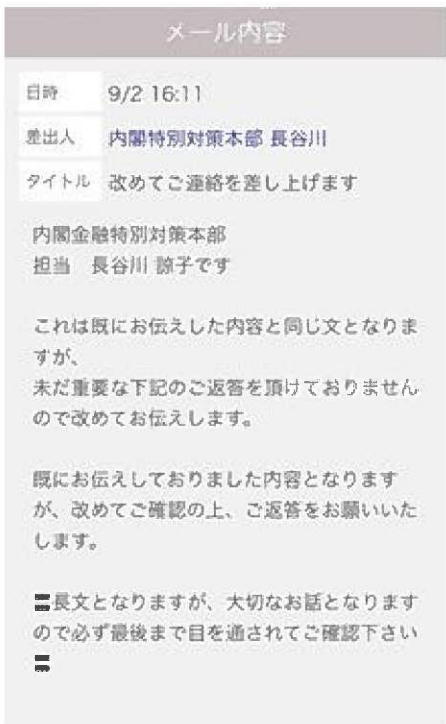 メール内容
日時 9/2 16:11
差出人 内閣特別対策本部 長谷川
タイトル 改めてご連絡を差し上げます
内閣金融特別対策本部
担当 長谷川 諒子です
これは既にお伝えした内容と同じ文となりま
すが、
未だ重要な下記のご返答を頂けておりません
ので改めてお伝えします。
既にお伝えしておりました内容となります
が、改めてご確認の上、ご返答をお願いいた
します。
〓長文となりますが、大切なお話となります
ので必ず最後まで目を通されてご確認下さい
〓